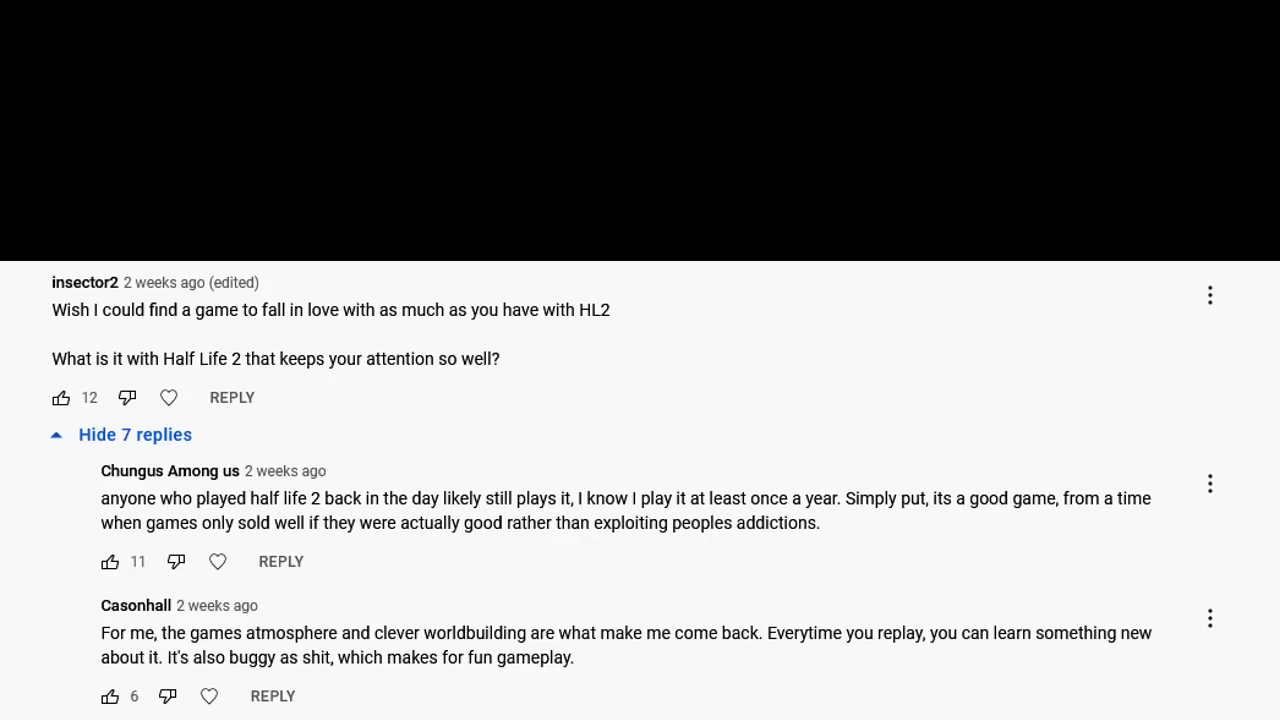 insector2 2 weeks ago (edited)
Wish I could find a game to fall in love with as much as you have with HL2
What is it with Half Life 2 that keeps your attention so well?
12 REPLY
Hide 7 replies
Chungus Among us 2 weeks ago
anyone who played half life 2 back in the day likely still plays it, I know I play it at least once a year. Simply put, its a good game, from a time
when games only sold well if they were actually good rather than exploiting peoples addictions.
11 REPLY
Casonhall 2 weeks ago
For me, the games atmosphere and clever worldbuilding are what make me come back. Everytime you replay, you can learn something new
about it. It's also buggy as shit, which makes for fun gameplay.
6 REPLY